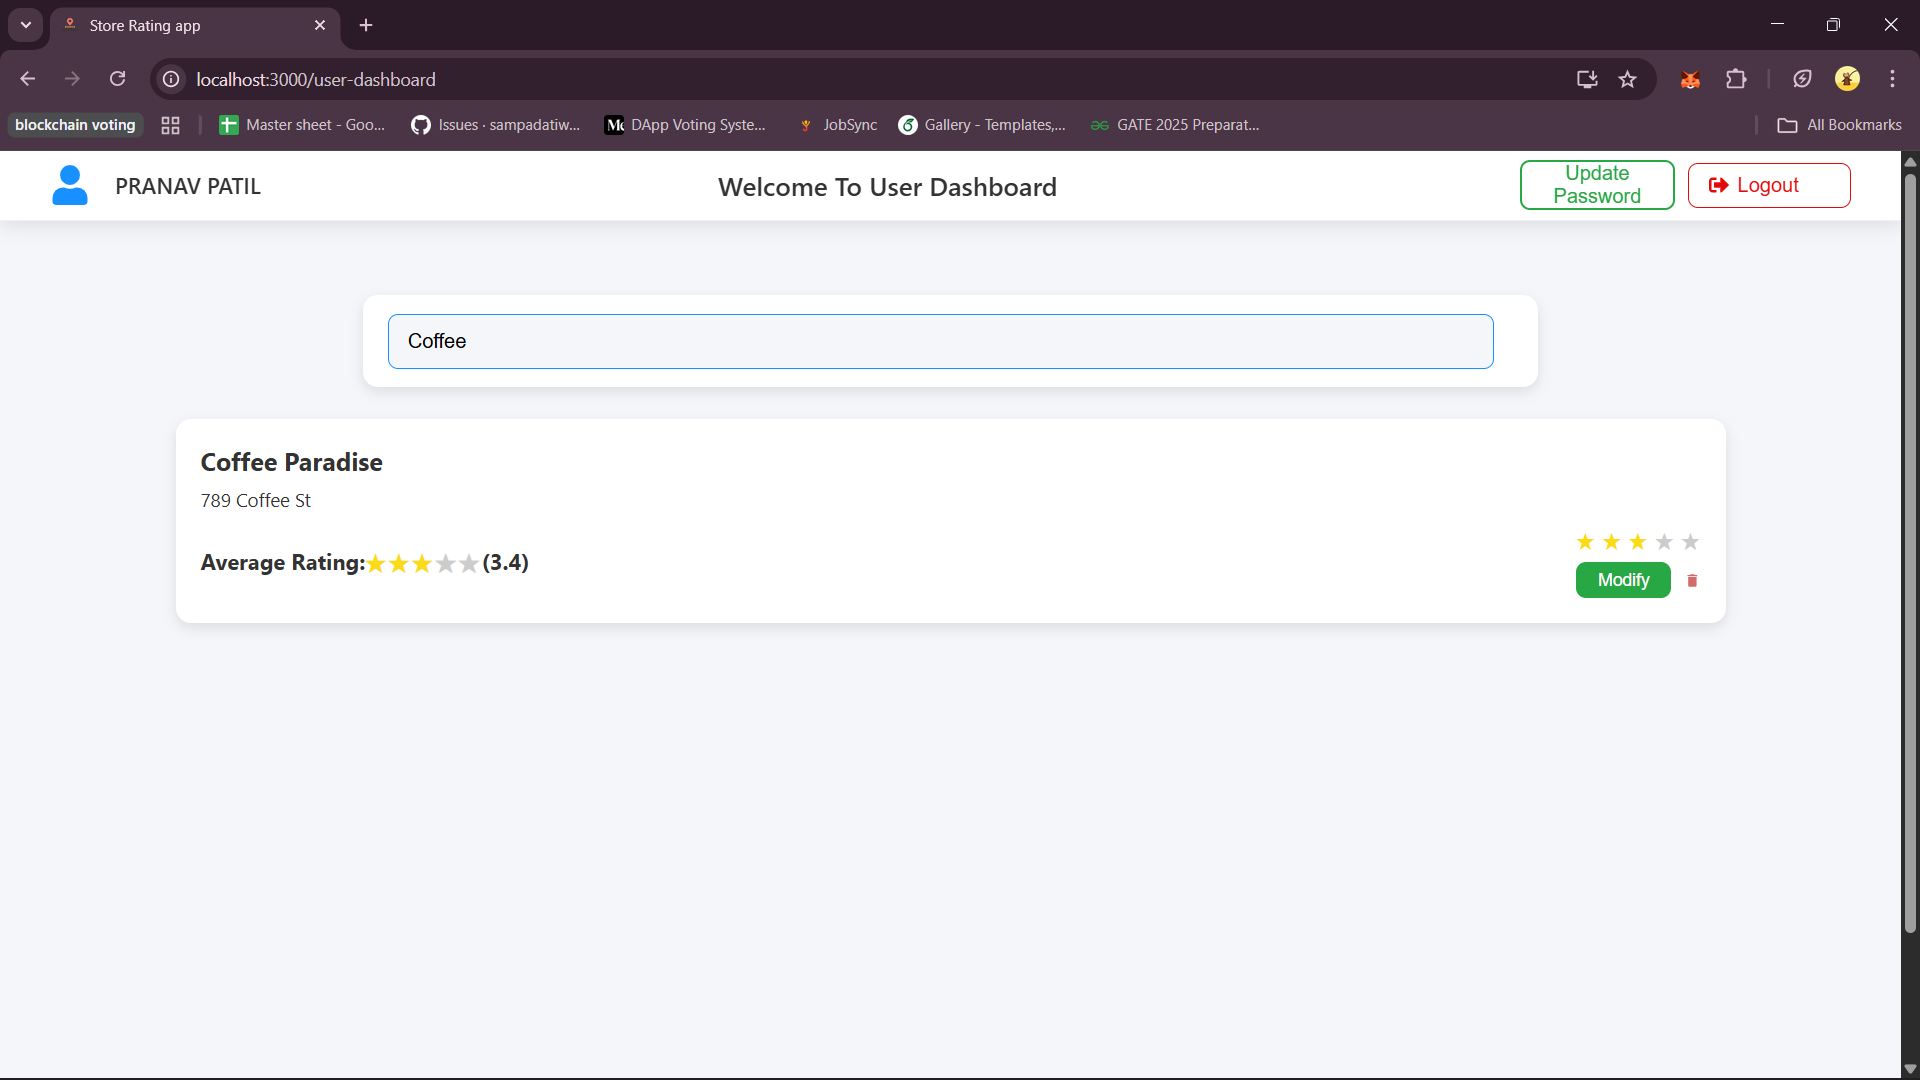 Store Rating app
localhost:3000/user-dashboard
blockchain voting
Master sheet - Goo...
Issues · sampadatiw...
DApp Voting Syste...
JobSync
Gallery - Templates,...
GATE 2025 Preparat...
All Bookmarks
PRANAV PATIL
Welcome To User Dashboard
Update
Password
Logout
Coffee
Coffee Paradise
789 Coffee St
Average Rating:
(3.4)
Modify